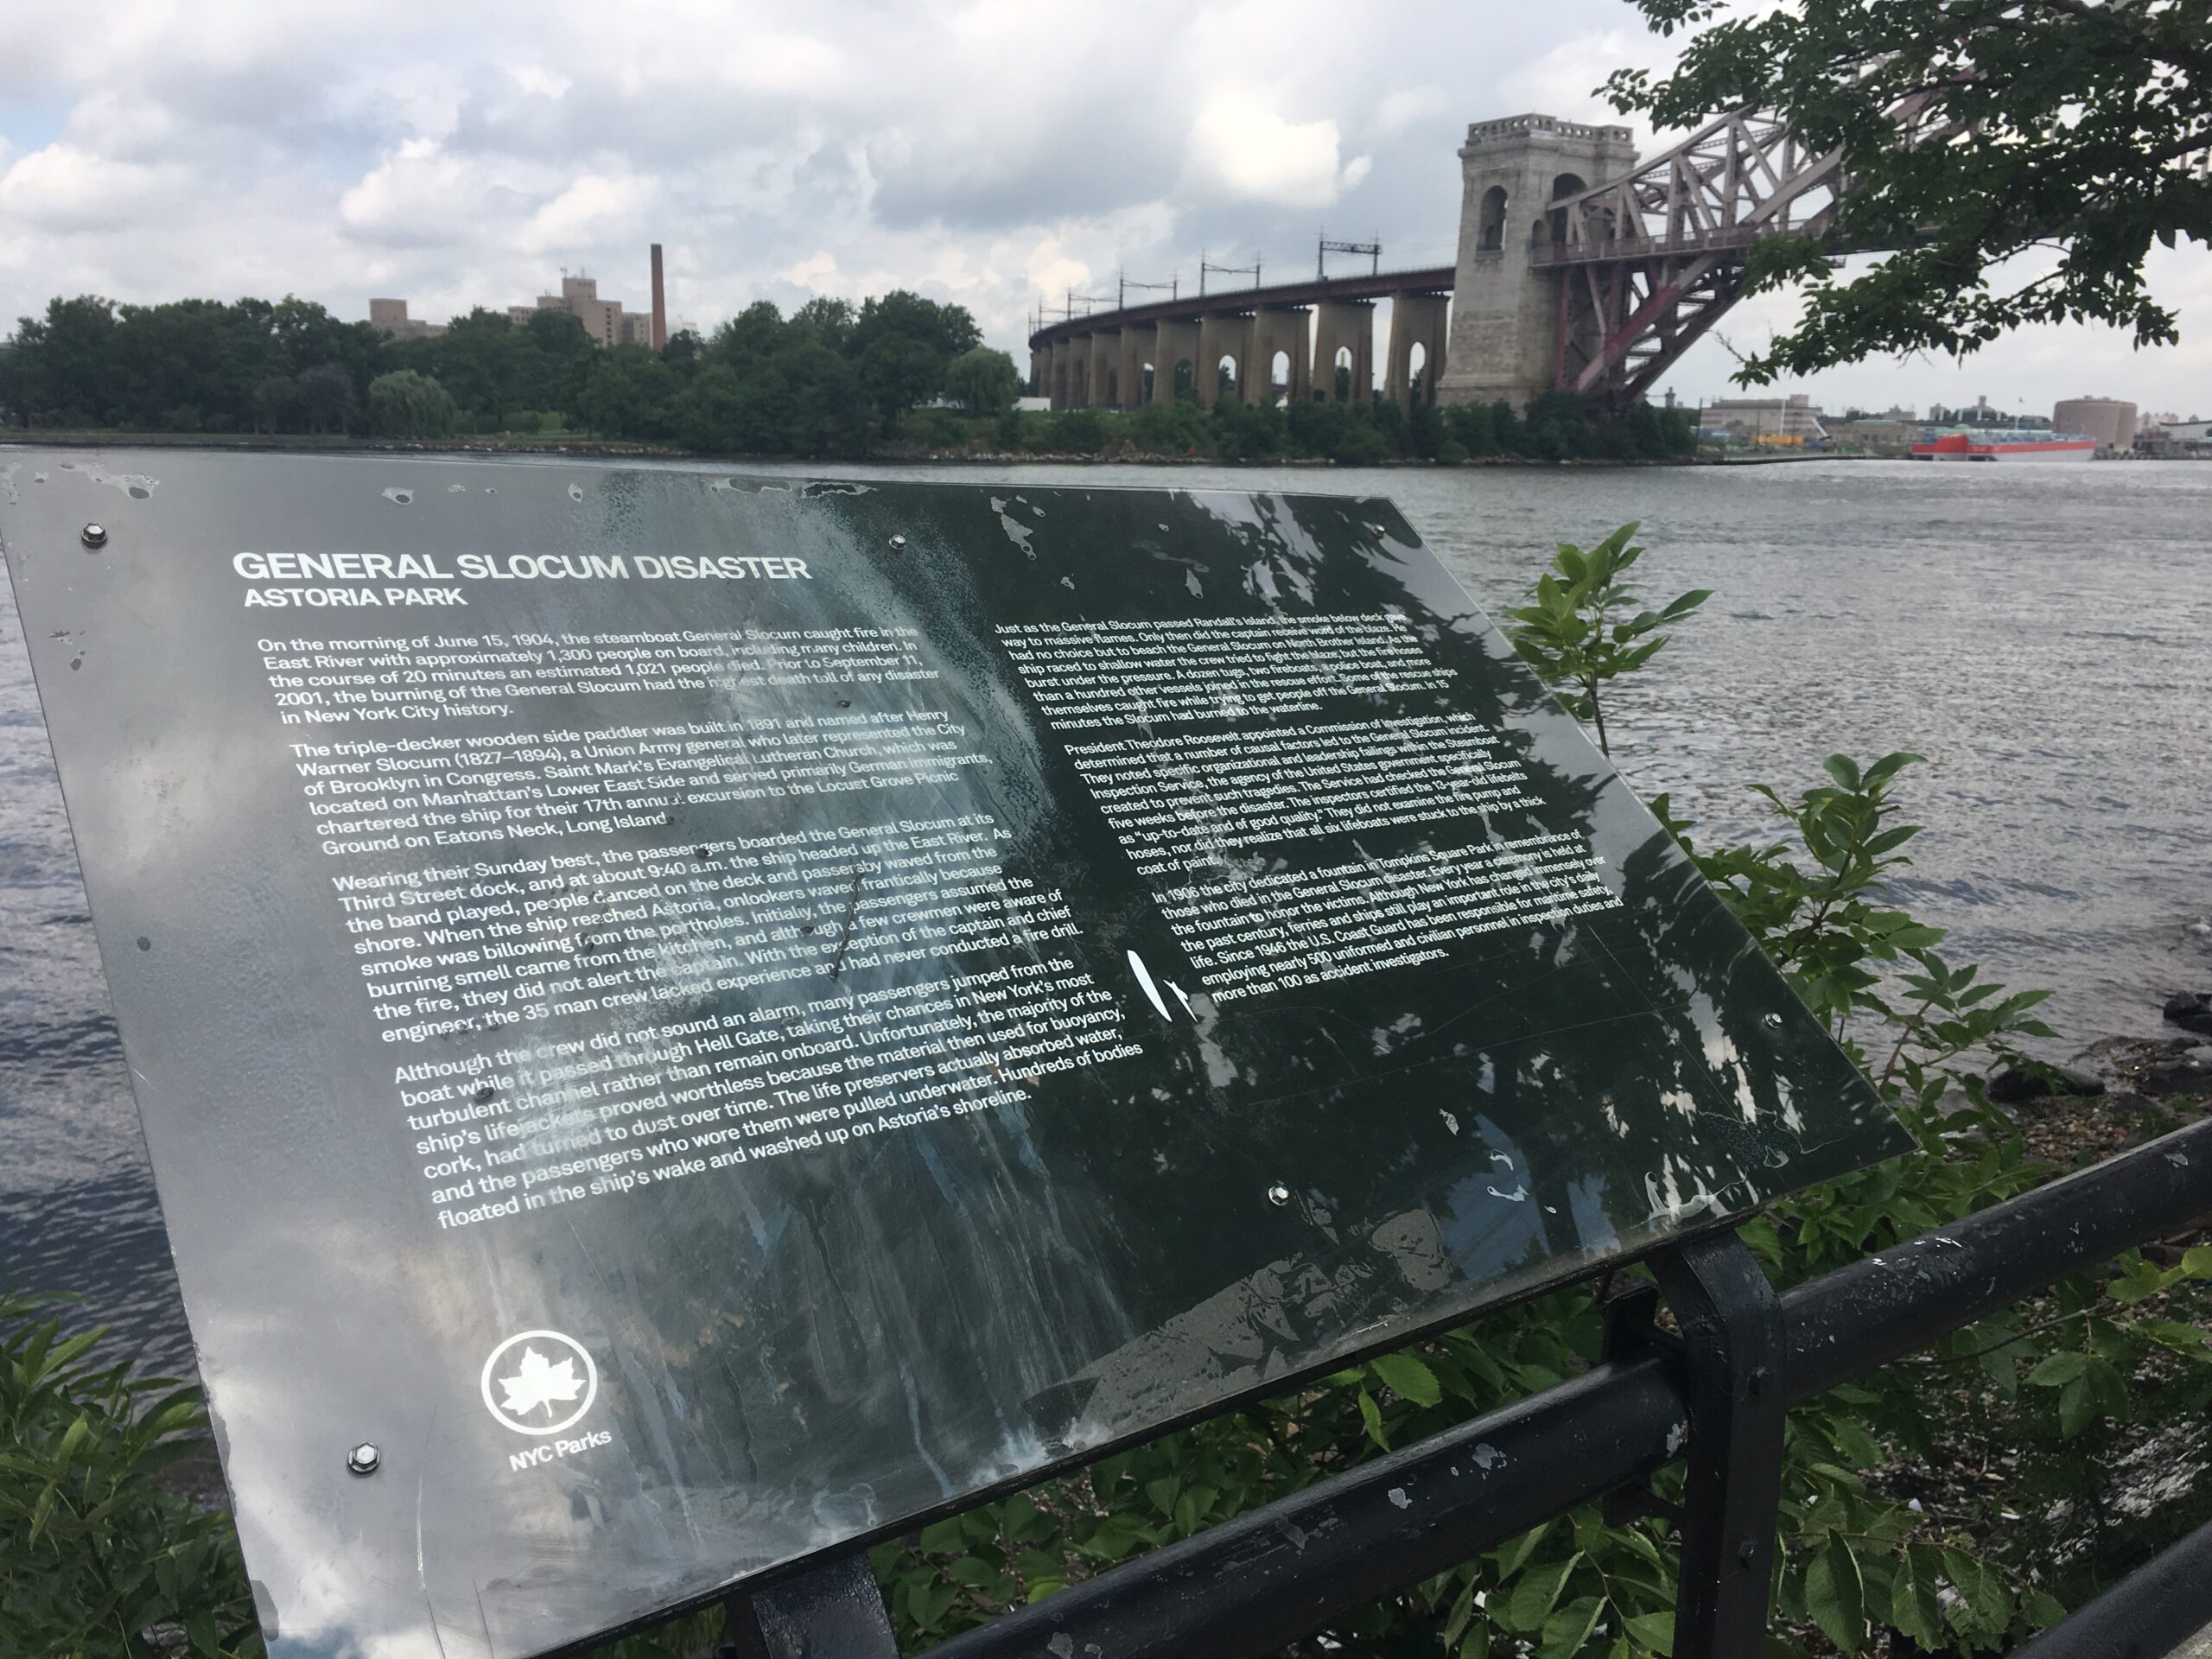 GENERAL SLOCUM DISASTER
ASTORIA PARK
On the morning of June 15, 1904, the steamboat General Slocum caught fire in the
East River with approximately 1,300 people on board, including many children. In
the course of 20 minutes an estimated 1,021 people died. Prior to September 11,
2001, the burning of the General Slocum had the highest death toll of any disaster
in New York City history.
The triple-decker wooden side paddler was built in 1891 and named after Henry
Warner Slocum (1827–1894), a Union Army general who later represented the City
of Brooklyn in Congress. Saint Mark's Evangelical Lutheran Church, which was
located on Manhattan's Lower East Side and served primarily German immigrants,
chartered the ship for their 17th annual excursion to the Locust Grove Picnic
Ground on Eatons Neck, Long Island
Wearing their Sunday best, the passengers boarded the General Slocum at its
Third Street dock, and at about 9:40 a.m. the ship headed up the East River. As
the band played, people danced on the deck and passersby waved from the
shore. When the ship reached Astoria, onlookers waved frantically because
smoke was billowing from the portholes. Initially, the passengers assumed the
burning smell came from the kitchen, and although a few crewmen were aware of
the fire, they did not alert the captain. With the exception of the captain and chief
engineer, the 35 man crew lacked experience and had never conducted a fire drill.
Although the crew did not sound an alarm, many passengers jumped from the
boat while it passed through Hell Gate, taking their chances in New York's most
turbulent channel rather than remain onboard. Unfortunately, the majority of the
ship's lifejackets proved worthless because the material then used for buoyancy,
cork, had turned to dust over time. The life preservers actually absorbed water,
and the passengers who wore them were pulled underwater. Hundreds of bodies
floated in the ship's wake and washed up on Astoria's shoreline.
Just as the General Slocum passed Randall's Island, the smoke below deck gave
way to massive flames. Only then did the captain receive word of the blaze. He
had no choice but to beach the General Slocum on North Brother Island. As the
ship raced to shallow water the crew tried to fight the blaze, but the fire hoses
burst under the pressure. A dozen tugs, two fireboats, a police boat, and more
than a hundred other vessels joined in the rescue effort. Some of the rescue ships
themselves caught fire while trying to get people off the General Slocum. In 15
minutes the Slocum had burned to the waterline.
President Theodore Roosevelt appointed a Commission of Investigation, which
determined that a number of causal factors led to the General Slocum incident.
They noted specific organizational and leadership failings within the Steamboat
Inspection Service, the agency of the United States government specifically
created to prevent such tragedies. The Service had checked the General Slocum
five weeks before the disaster. The inspectors certified the 13-year-old lifebelts
as "up-to-date and of good quality." They did not examine the fire pump and
hoses, nor did they realize that all six lifeboats were stuck to the ship by a thick
coat of paint.
In 1906 the city dedicated a fountain in Tompkins Square Park in remembrance of
those who died in the General Slocum disaster. Every year a ceremony is held at
the fountain to honor the victims. Although New York has changed immensely over
the past century, ferries and ships still play an important role in the city's daily
life. Since 1946 the U.S. Coast Guard has been responsible for maritime safety,
employing nearly 500 uniformed and civilian personnel in inspection duties and
more than 100 as accident investigators.
NYC Parks